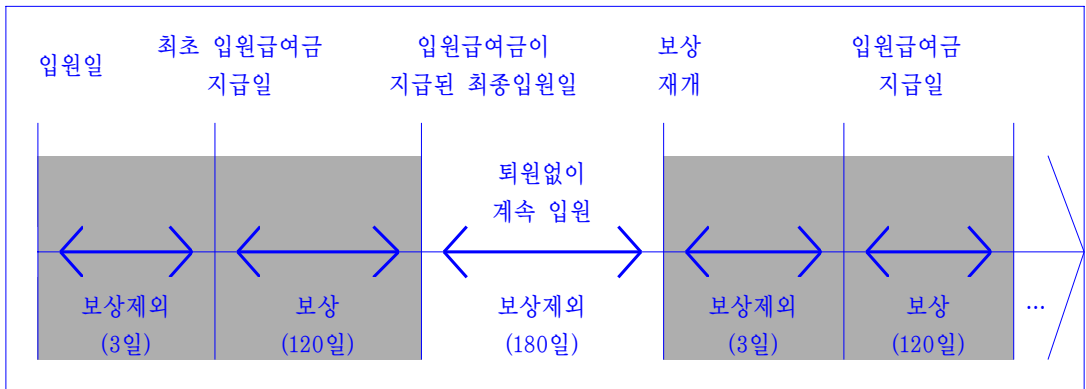 입원일
최초 입원급여금
지급일
입원급여금이
지급된 최종입원일
보상
재개
입원급여금
지급일
퇴원없이
계속 입원
보상제외
(3일)
보상
(120일)
보상제외
(180일)
보상제외
(3일)
보상
(120일)
...